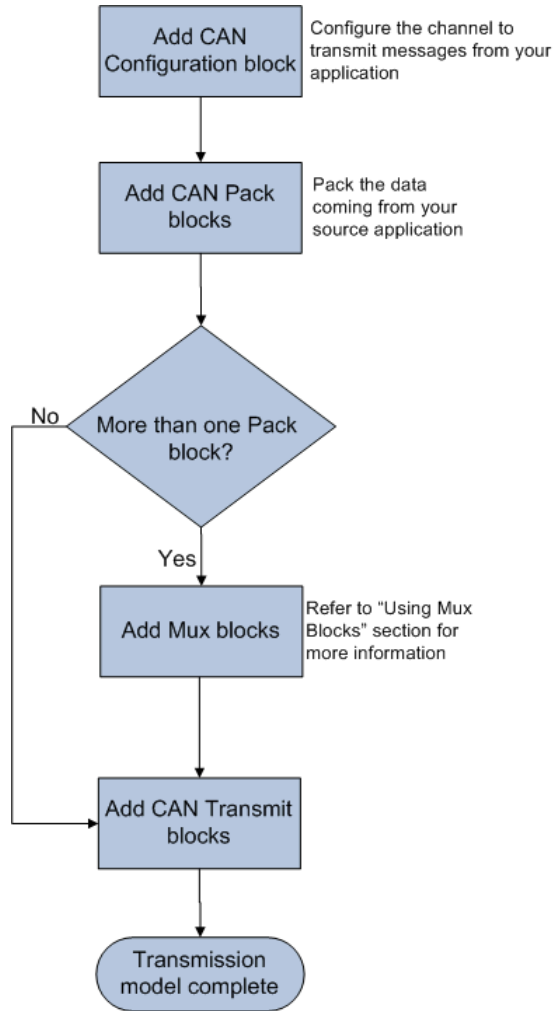 Add CAN
Configuration block
Configure the channel to
transmit messages from your
application
Add CAN Pack
blocks
Pack the data
coming from your
source application
No
More than one Pack
block?
Yes
Add Mux blocks
Refer to “Using Mux
Blocks” section for
more information
Add CAN Transmit
blocks
Transmission
model complete